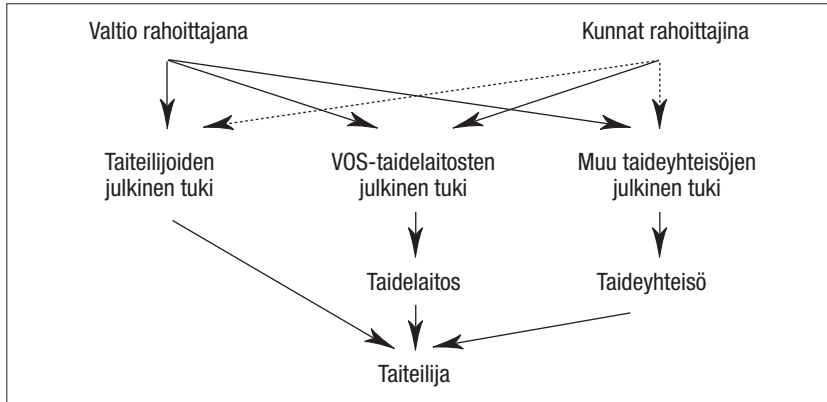 Valtio rahoittajana
Kunnat rahoittajina
Taiteilijoiden
julkinen tuki
VOS-taidelaitosten
julkinen tuki
Muu taideyhteisöjen
julkinen tuki
Taidelaitos
Taideyhteisö
Taiteilija